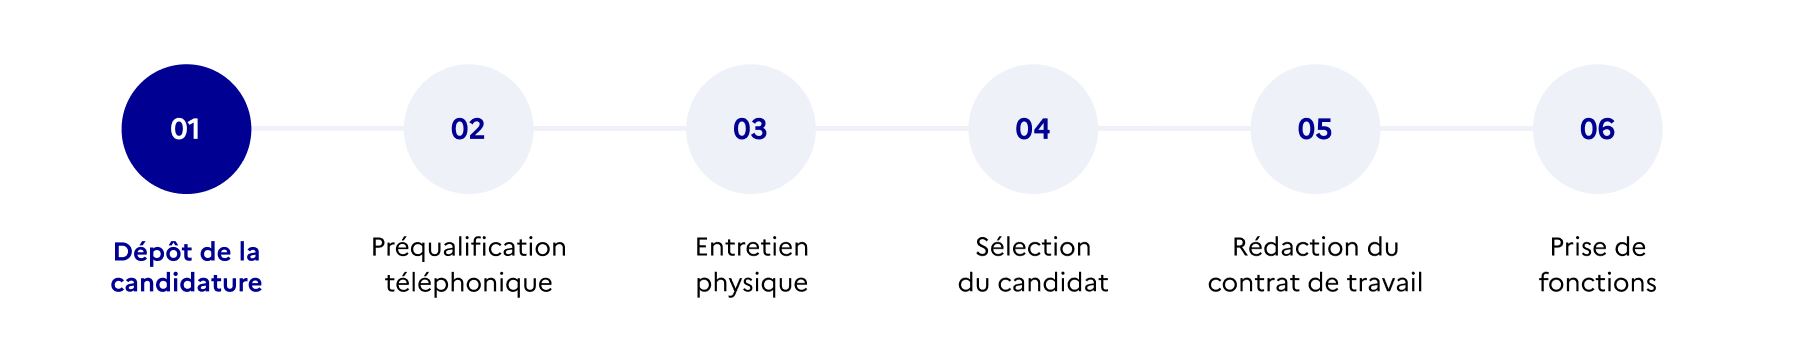 01
02
03
04
05
06
Dépôt de la
candidature
Préqualification
téléphonique
Entretien
physique
Sélection
du candidat
Rédaction du
contrat de travail
Prise de
fonctions